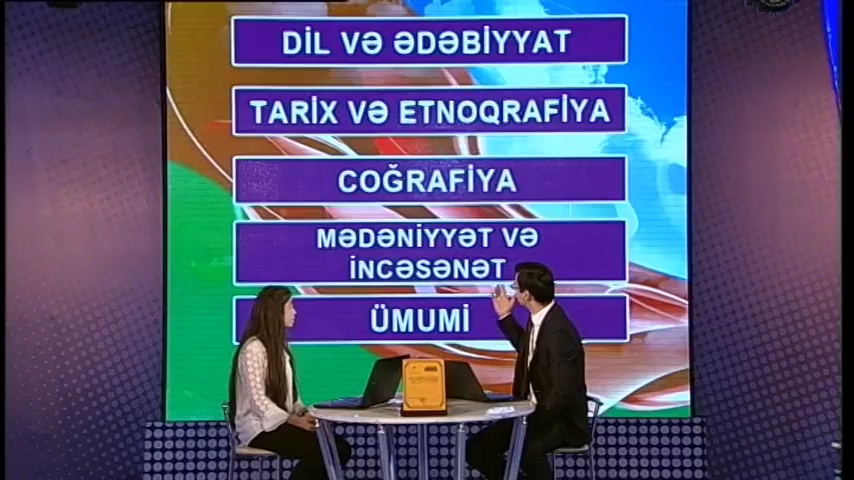 DİL VƏ ƏDƏBİYYAT
TARİX VƏ ETNOQRAFİYA
COĞRAFİYA
MƏDƏNİYYƏT VƏ
İNCƏSƏNƏT
ÜMUMİ